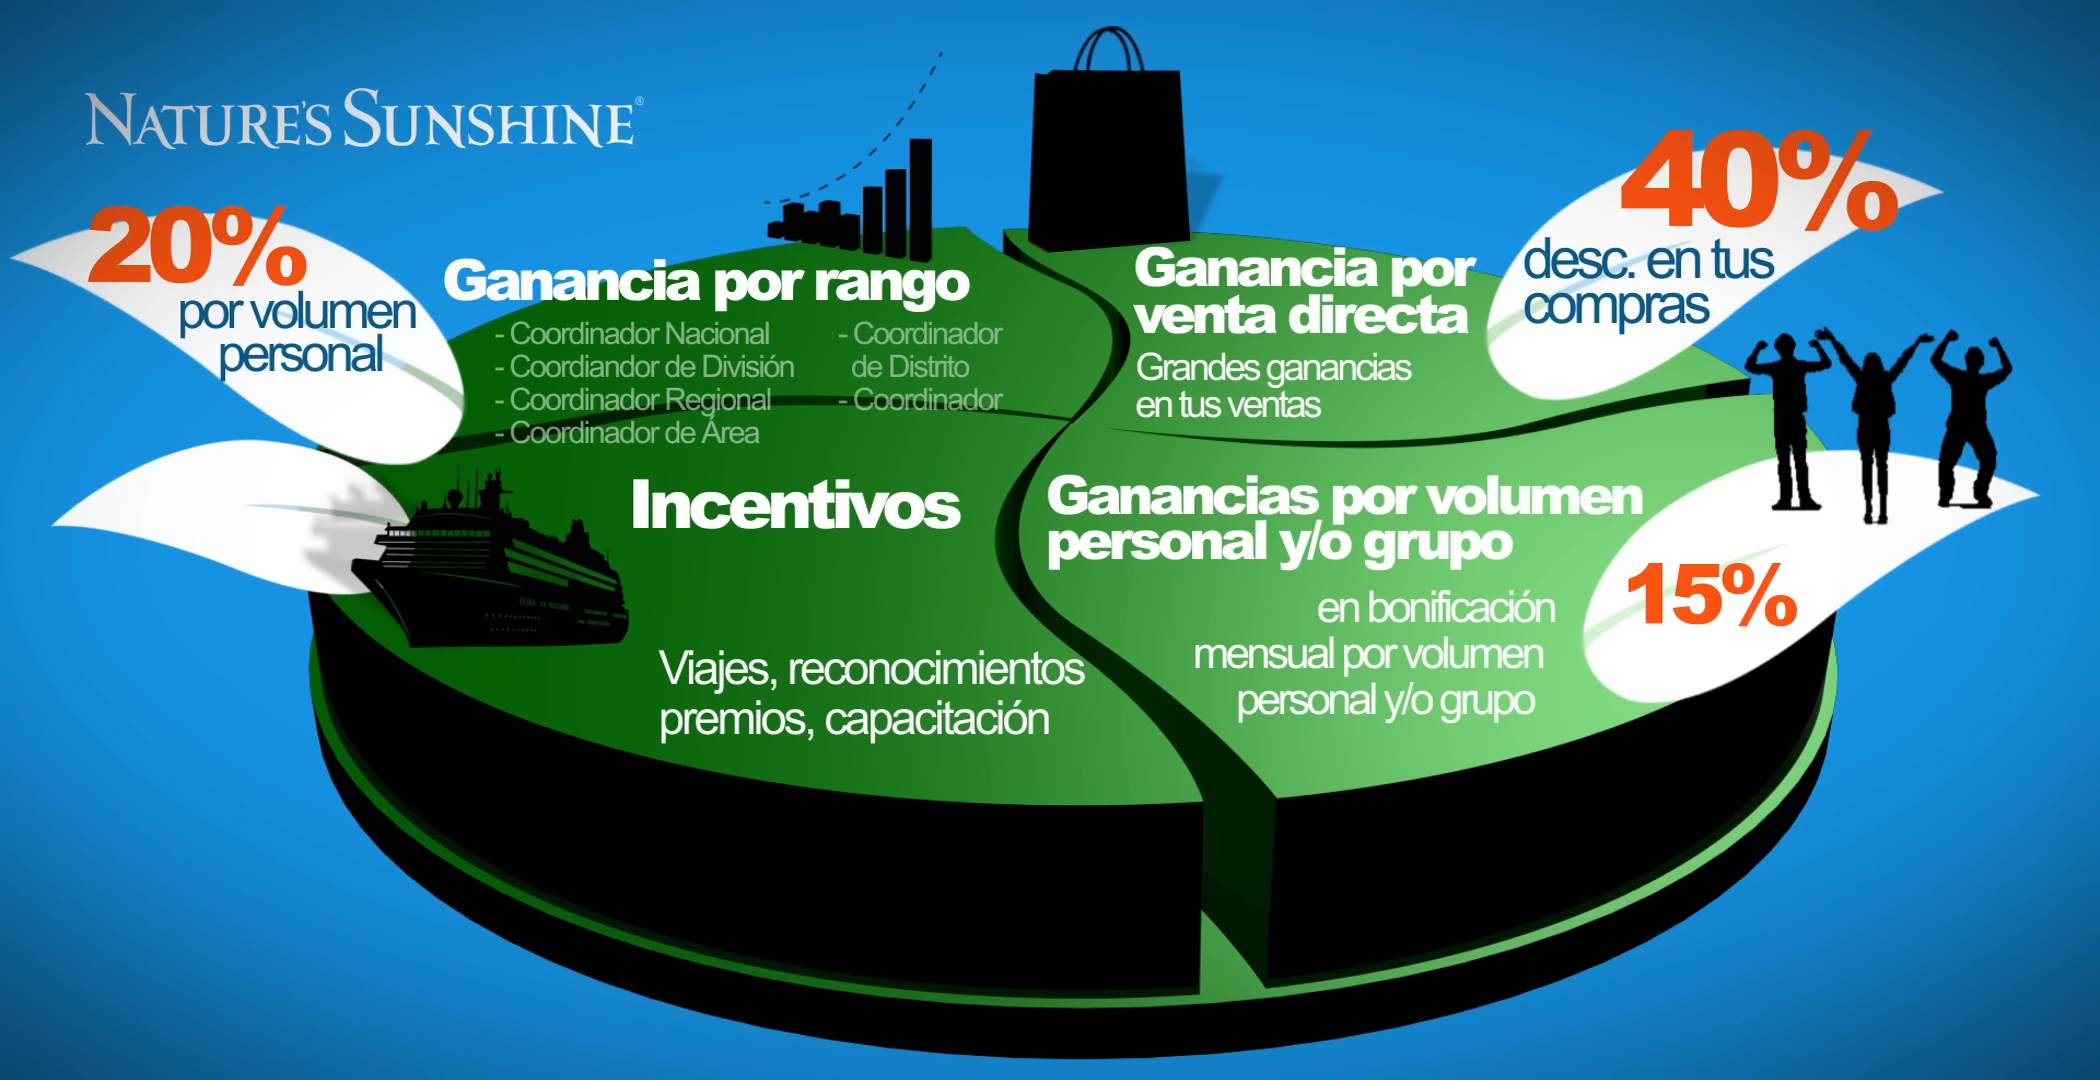 NATURE'S SUNSHINE®
20%
por volumen
personal
Ganancia por rango
- Coordinador Nacional
- Coordiandor de División
- Coordinador Regional
- Coordinador de Área
- Coordinador
de Distrito
- Coordinador
Ganancia por
venta directa
Grandes ganancias
en tus ventas
40%
desc. en tus
compras
Incentivos
Viajes, reconocimientos
premios, capacitación
Ganancias por volumen
personal y/o grupo
en bonificación
mensual por volumen
personal y/o grupo
15%